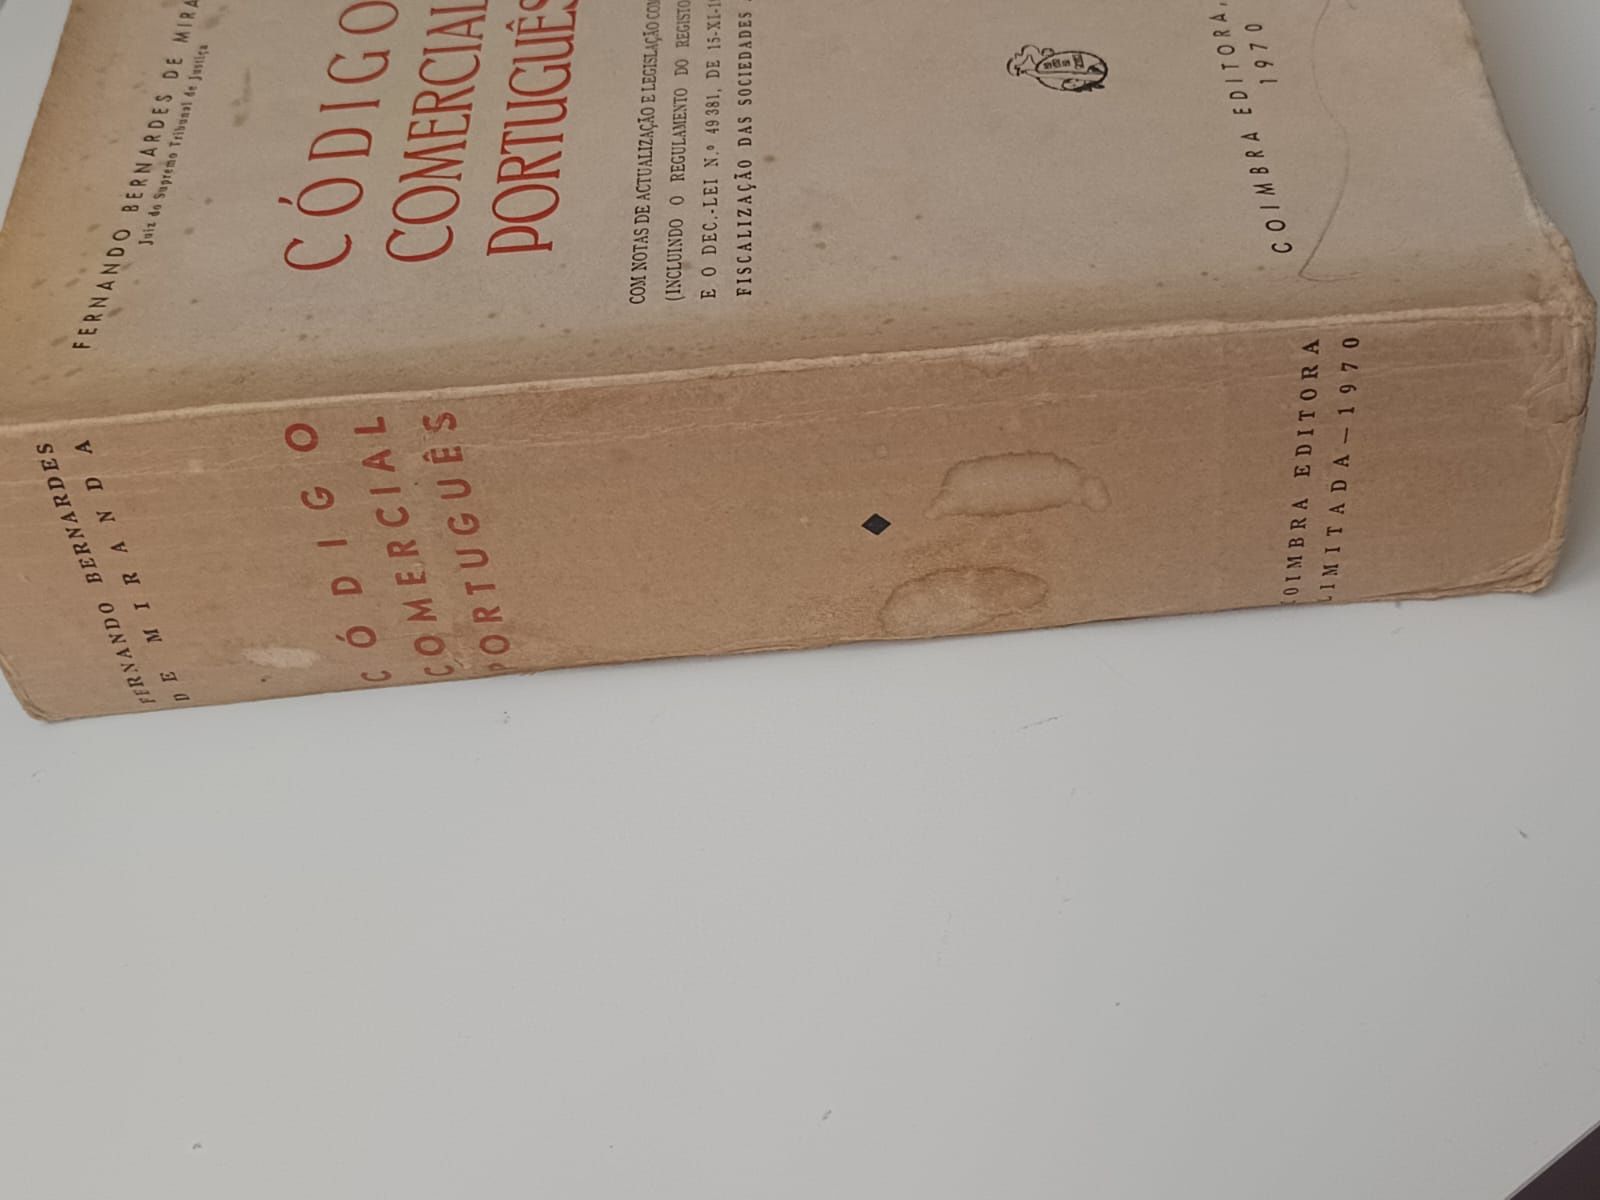 FERNANDO BERNARDES DE MIRA
Juiz do Supremo Tribunal de Justiça
CÓDIGO
COMERCIAL
PORTUGUÊS
COM NOTAS DE ACTUALIZAÇÃO E LEGISLAÇÃO COM
(INCLUINDO O REGULAMENTO DO REGISTO
E O DEC.-LEI N.º 49 381, DE 15-XI-1
FISCALIZAÇÃO DAS SOCIEDADES
COIMBRA EDITORA,
1970
FERNANDO BERNARDES
DE MIRANDA
CÓDIGO
COMERCIAL
PORTUGUÊS
COIMBRA EDITORA
LIMITADA—1970